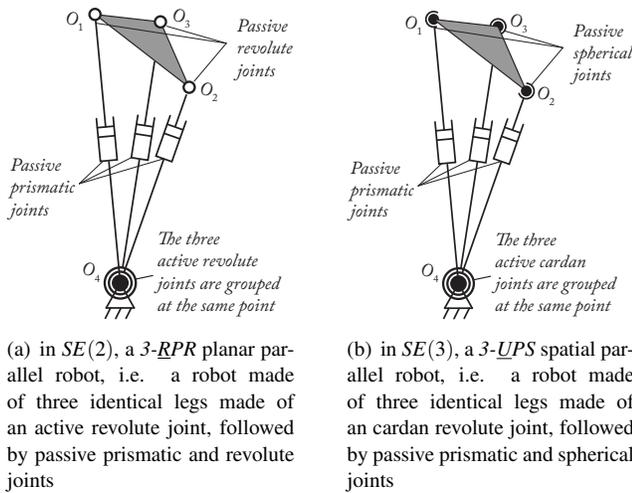 O1
O3
Passive
revolute
joints
O2
Passive
prismatic
joints
O4
The three
active revolute
joints are grouped
at the same point
(a) in SE(2), a 3-RPR planar par-
allel robot, i.e. a robot made
of three identical legs made of
an active revolute joint, followed
by passive prismatic and revolute
joints
O1
O3
Passive
spherical
joints
O2
Passive
prismatic
joints
O4
The three
active cardan
joints are grouped
at the same point
(b) in SE(3), a 3-UPS spatial par-
allel robot, i.e. a robot made
of three identical legs made of
an cardan revolute joint, followed
by passive prismatic and spherical
joints